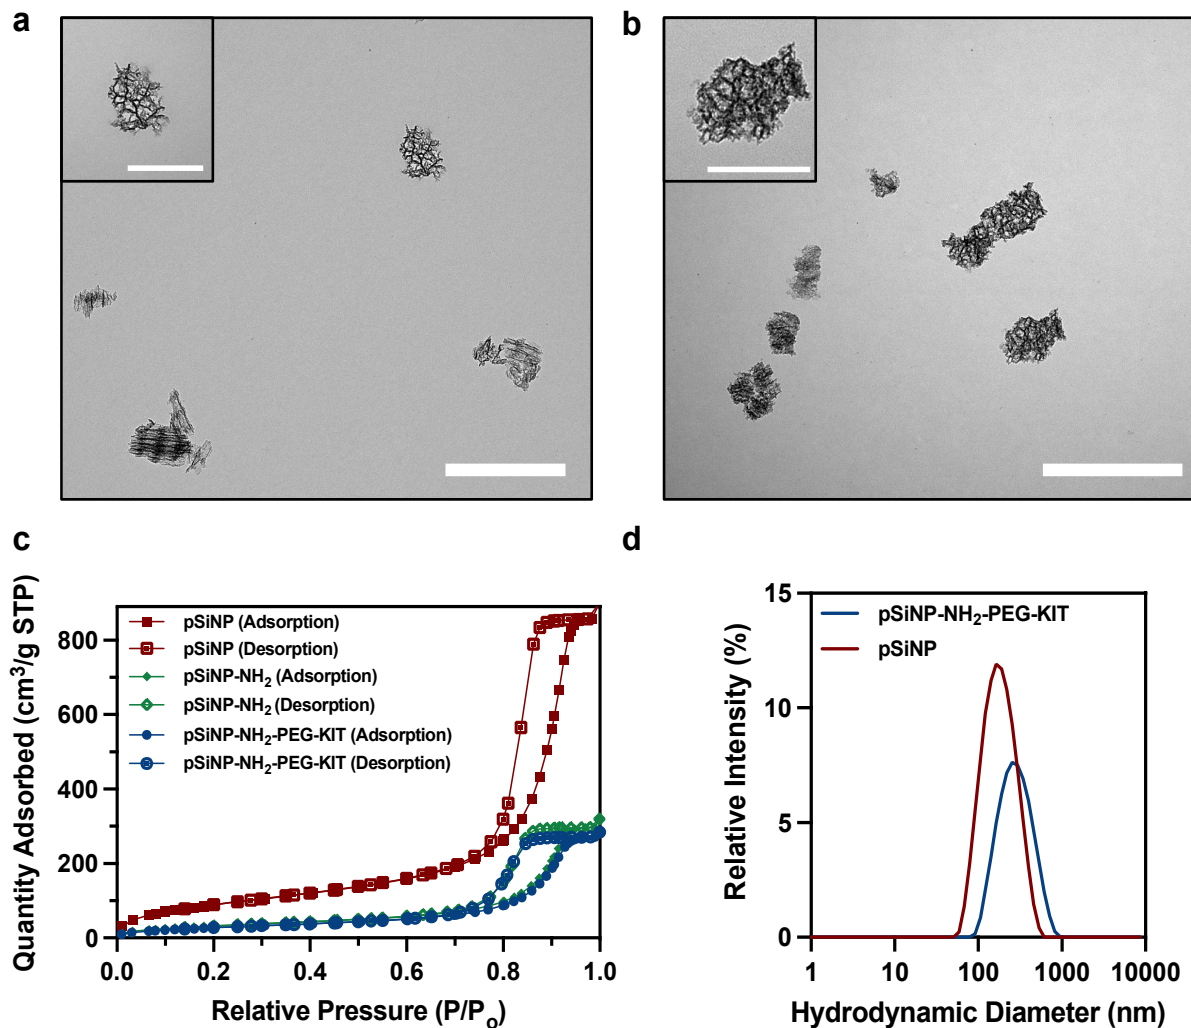 a
b
c
d
Quantity Adsorbed (cm³/g STP)
800
600
400
200
0
pSiNP (Adsorption)
pSiNP (Desorption)
pSiNP-NH₂ (Adsorption)
pSiNP-NH₂ (Desorption)
pSiNP-NH₂-PEG-KIT (Adsorption)
pSiNP-NH₂-PEG-KIT (Desorption)
0.0 0.2 0.4 0.6 0.8 1.0
Relative Pressure (P/Pₒ)
Relative Intensity (%)
15
10
5
0
pSiNP-NH₂-PEG-KIT
pSiNP
1 10 100 1000 10000
Hydrodynamic Diameter (nm)